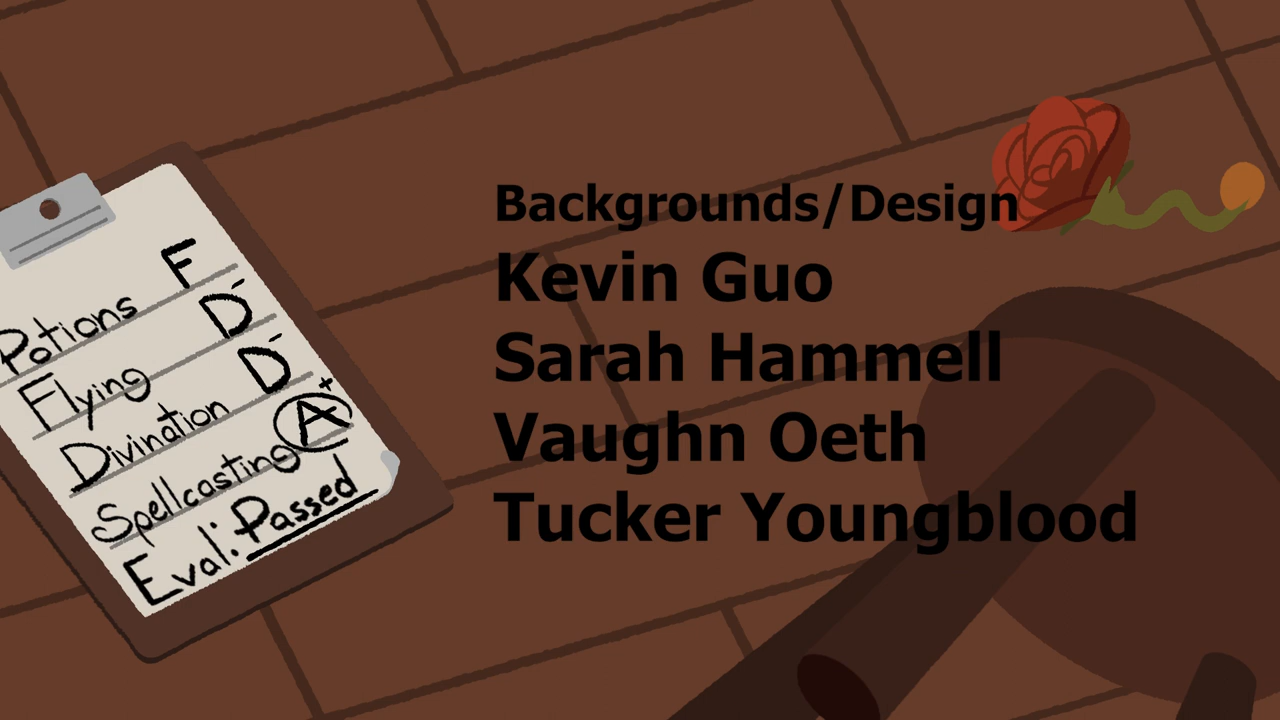 Potions F
Flying D-
Divination D-
Spellcasting A+
Eval: Passed
Backgrounds/Design
Kevin Guo
Sarah Hammell
Vaughn Oeth
Tucker Youngblood